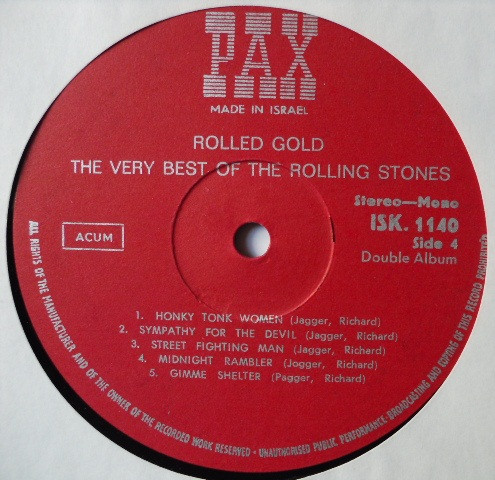 PAX
MADE IN ISRAEL
ROLLED GOLD
THE VERY BEST OF THE ROLLING STONES
Stereo—Mono
ISK. 1140
Side 4
Double Album
ACUM
1. HONKY TONK WOMEN (Jagger, Richard)
2. SYMPATHY FOR THE DEVIL (Jagger, Richard)
3. STREET FIGHTING MAN (Jagger, Richard)
4. MIDNIGHT RAMBLER (Jogger, Richard)
5. GIMME SHELTER (Pagger, Richard)
ALL RIGHTS OF THE MANUFACTURER AND OF THE OWNER OF THE RECORDED WORK RESERVED · UNAUTHORISED PUBLIC PERFORMANCE·BROADCASTING AND COPING OF THIS RECORD PROHIBITED